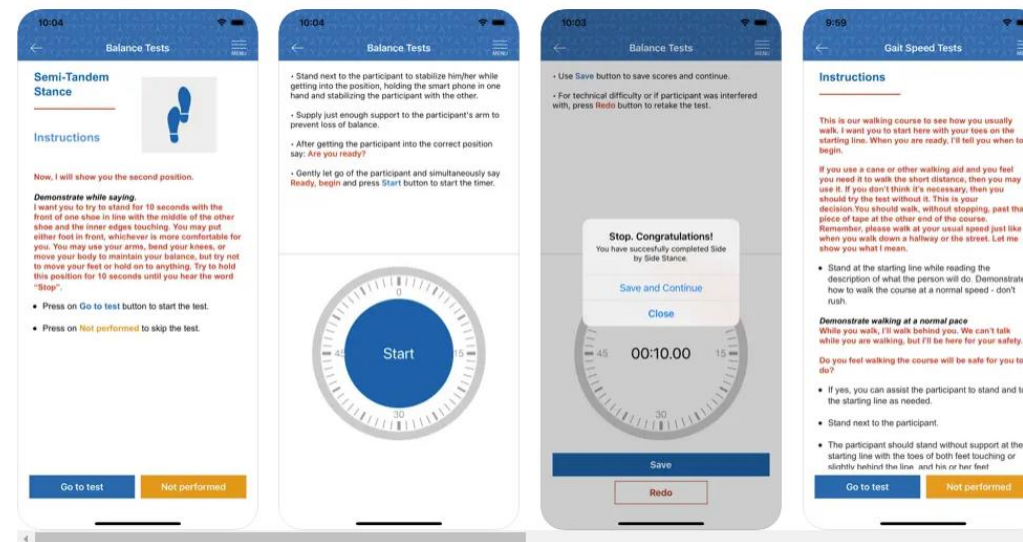 10:04
Balance Tests
MENU
Semi-Tandem
Stance
Instructions
Now, I will show you the second position.
Demonstrate while saying.
I want you to try to stand for 10 seconds with the
front of one shoe in line with the middle of the other
shoe and the inner edges touching. You may put
either foot in front, whichever is more comfortable for
you. You may use your arms, bend your knees, or
move your body to maintain your balance, but try not
to move your feet or hold on to anything. Try to hold
this position for 10 seconds until you hear the word
"Stop".
• Press on Go to test button to start the test.
• Press on Not performed to skip the test.
Go to test
Not performed
10:04
Balance Tests
MENU
• Stand next to the participant to stabilize him/her while
getting into the position, holding the smart phone in one
hand and stabilizing the participant with the other.
• Supply just enough support to the participant's arm to
prevent loss of balance.
• After getting the participant into the correct position
say: Are you ready?
• Gently let go of the participant and simultaneously say
Ready, begin and press Start button to start the timer.
0
45
Start
15
30
10:03
Balance Tests
MENU
• Use Save button to save scores and continue.
• For technical difficulty or if participant was interfered
with, press Redo button to retake the test.
Stop. Congratulations!
You have succesfully completed Side
by Side Stance.
Save and Continue
Close
45
00:10.00
15
30
Save
Redo
9:59
Gait Speed Tests
Instructions
This is our walking course to see how you usually
walk. I want you to start here with your toes on the
starting line. When you are ready, I'll tell you when to
begin.
If you use a cane or other walking aid and you feel
you need it to walk the short distance, then you may
use it. If you don't think it's necessary, then you
should try the test without it. This is your
decision.You should walk, without stopping, past tha
piece of tape at the other end of the course.
Remember, please walk at your usual speed just like
when you walk down a hallway or the street. Let me
show you what I mean.
• Stand at the starting line while reading the
description of what the person will do. Demonstrate
how to walk the course at a normal speed - don't
rush.
Demonstrate walking at a normal pace
While you walk, I'll walk behind you. We can't talk
while you are walking, but I'll be here for your safety.
Do you feel walking the course will be safe for you to
do?
• If yes, you can assist the participant to stand and to
the starting line as needed.
• Stand next to the participant.
• The participant should stand without support at the
starting line with the toes of both feet touching or
slightly behind the line, and his or her feet
Go to test
Not performed